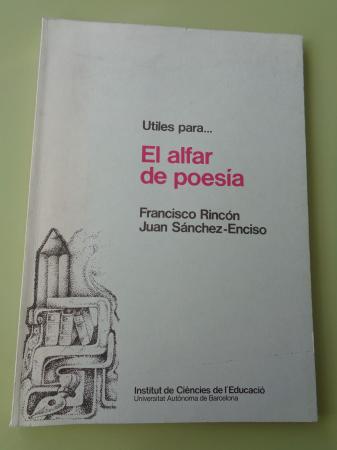 Utiles para...
El alfar
de poesía
Francisco Rincón
Juan Sánchez-Enciso
Institut de Ciències de l'Educació
Universitat Autònoma de Barcelona